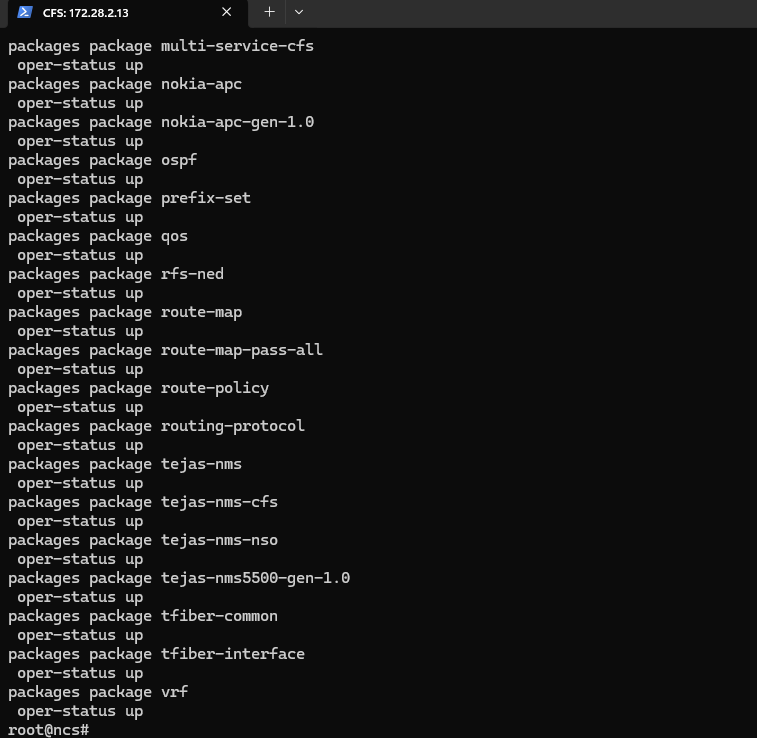 CFS: 172.28.2.13
packages package multi-service-cfs
 oper-status up
packages package nokia-apc
 oper-status up
packages package nokia-apc-gen-1.0
 oper-status up
packages package ospf
 oper-status up
packages package prefix-set
 oper-status up
packages package qos
 oper-status up
packages package rfs-ned
 oper-status up
packages package route-map
 oper-status up
packages package route-map-pass-all
 oper-status up
packages package route-policy
 oper-status up
packages package routing-protocol
 oper-status up
packages package tejas-nms
 oper-status up
packages package tejas-nms-cfs
 oper-status up
packages package tejas-nms-nso
 oper-status up
packages package tejas-nms5500-gen-1.0
 oper-status up
packages package tfiber-common
 oper-status up
packages package tfiber-interface
 oper-status up
packages package vrf
 oper-status up
root@ncs#